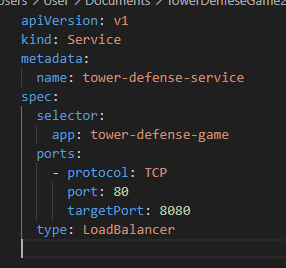 Users > User > Documents > TowerDefneseGame2
apiVersion: v1
kind: Service
metadata:
  name: tower-defense-service
spec:
  selector:
    app: tower-defense-game
  ports:
    - protocol: TCP
      port: 80
      targetPort: 8080
  type: LoadBalancer